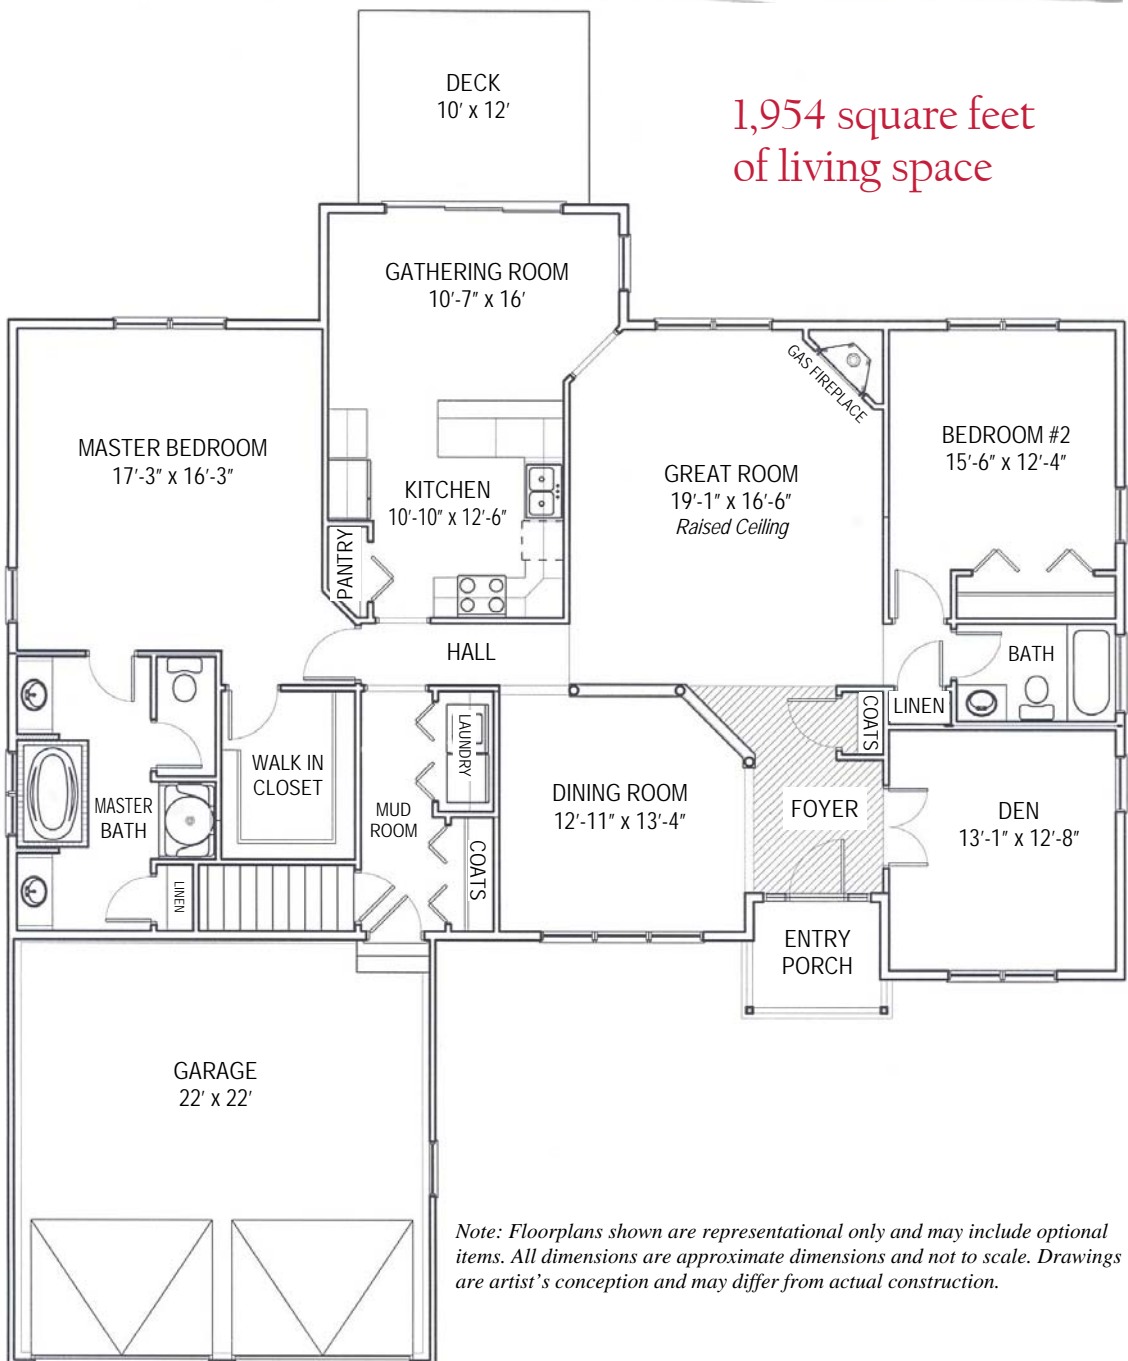 DECK
10' x 12'
1,954 square feet
of living space
GATHERING ROOM
10'-7" x 16'
GAS FIREPLACE
MASTER BEDROOM
17'-3" x 16'-3"
KITCHEN
10'-10" x 12'-6"
PANTRY
GREAT ROOM
19'-1" x 16'-6"
Raised Ceiling
BEDROOM #2
15'-6" x 12'-4"
HALL
BATH
LINEN
COATS
LAUNDRY
WALK IN
CLOSET
MASTER
BATH
MUD
ROOM
COATS
LINEN
DINING ROOM
12'-11" x 13'-4"
FOYER
DEN
13'-1" x 12'-8"
ENTRY
PORCH
GARAGE
22' x 22'
Note: Floorplans shown are representational only and may include optional
items. All dimensions are approximate dimensions and not to scale. Drawings
are artist's conception and may differ from actual construction.